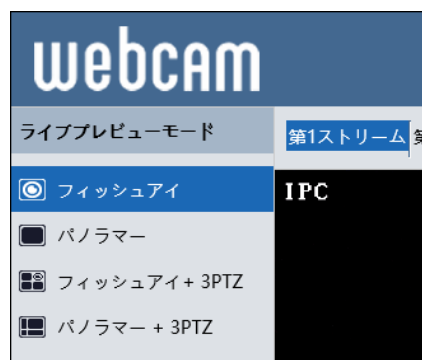 webcam
ライブプレビューモード
第1ストリーム
フィッシュアイ
IPC
パノラマー
フィッシュアイ+ 3PTZ
パノラマー + 3PTZ